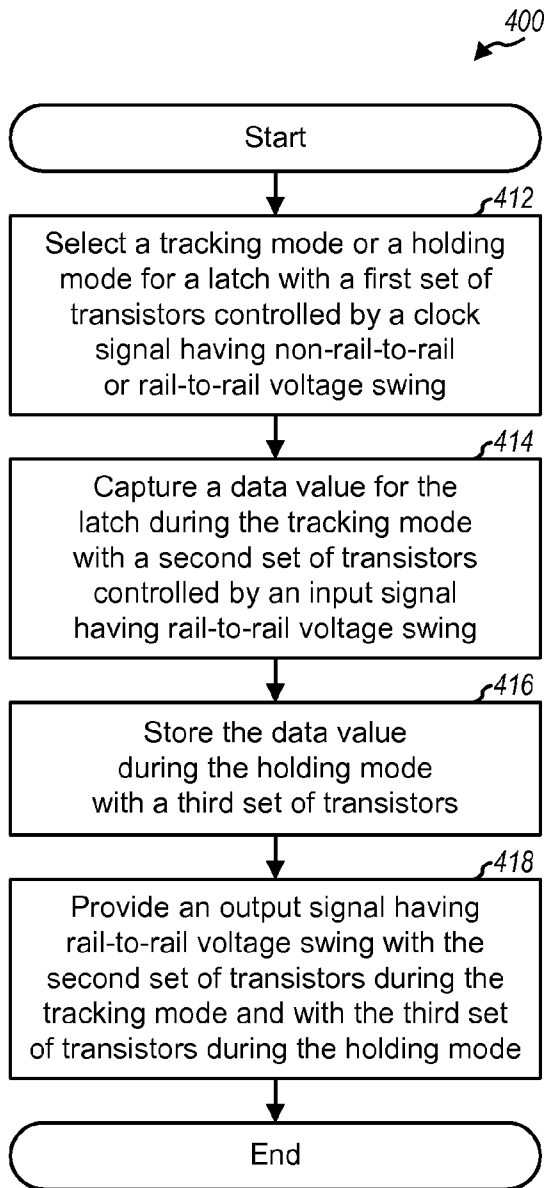 400
Start
412
Select a tracking mode or a holding
mode for a latch with a first set of
transistors controlled by a clock
signal having non-rail-to-rail
or rail-to-rail voltage swing
414
Capture a data value for the
latch during the tracking mode
with a second set of transistors
controlled by an input signal
having rail-to-rail voltage swing
416
Store the data value
during the holding mode
with a third set of transistors
418
Provide an output signal having
rail-to-rail voltage swing with the
second set of transistors during the
tracking mode and with the third set
of transistors during the holding mode
End